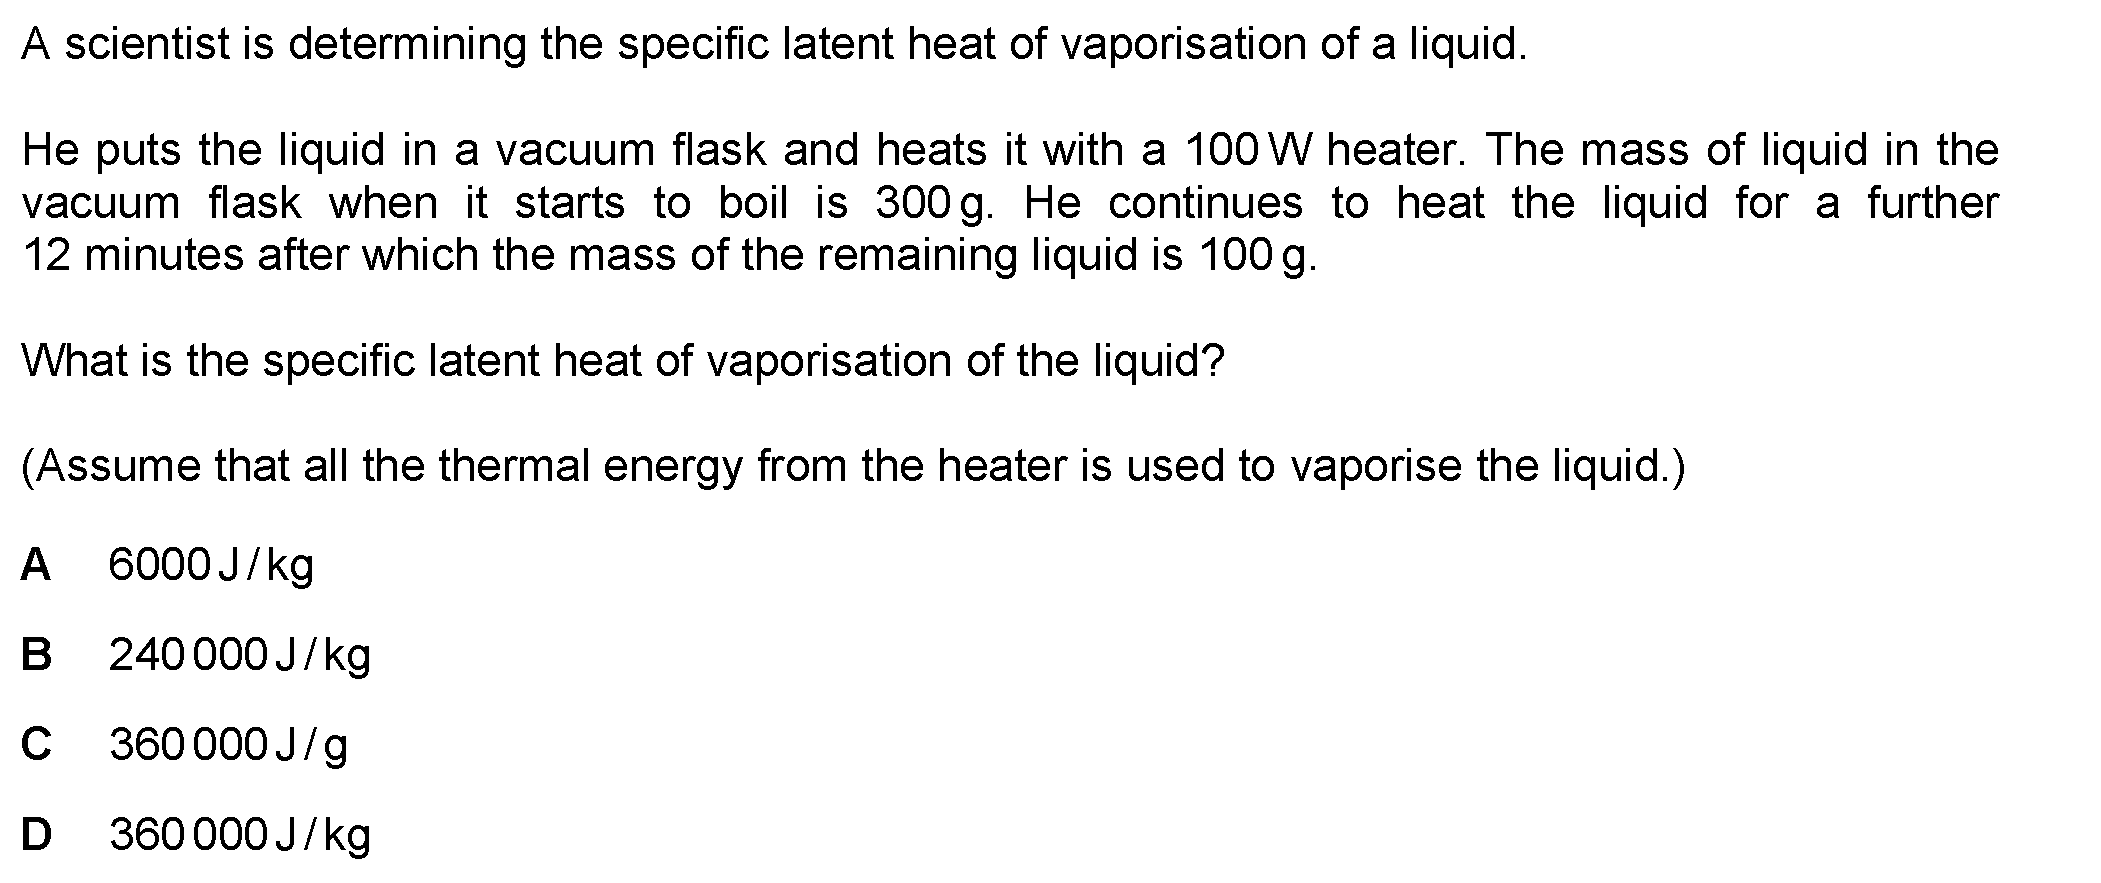 A scientist is determining the specific latent heat of vaporisation of a liquid.
He puts the liquid in a vacuum flask and heats it with a 100 W heater. The mass of liquid in the
vacuum flask when it starts to boil is 300 g. He continues to heat the liquid for a further
12 minutes after which the mass of the remaining liquid is 100 g.
What is the specific latent heat of vaporisation of the liquid?
(Assume that all the thermal energy from the heater is used to vaporise the liquid.)
A 6000 J / kg
B 240 000 J / kg
C 360 000 J / g
D 360 000 J / kg